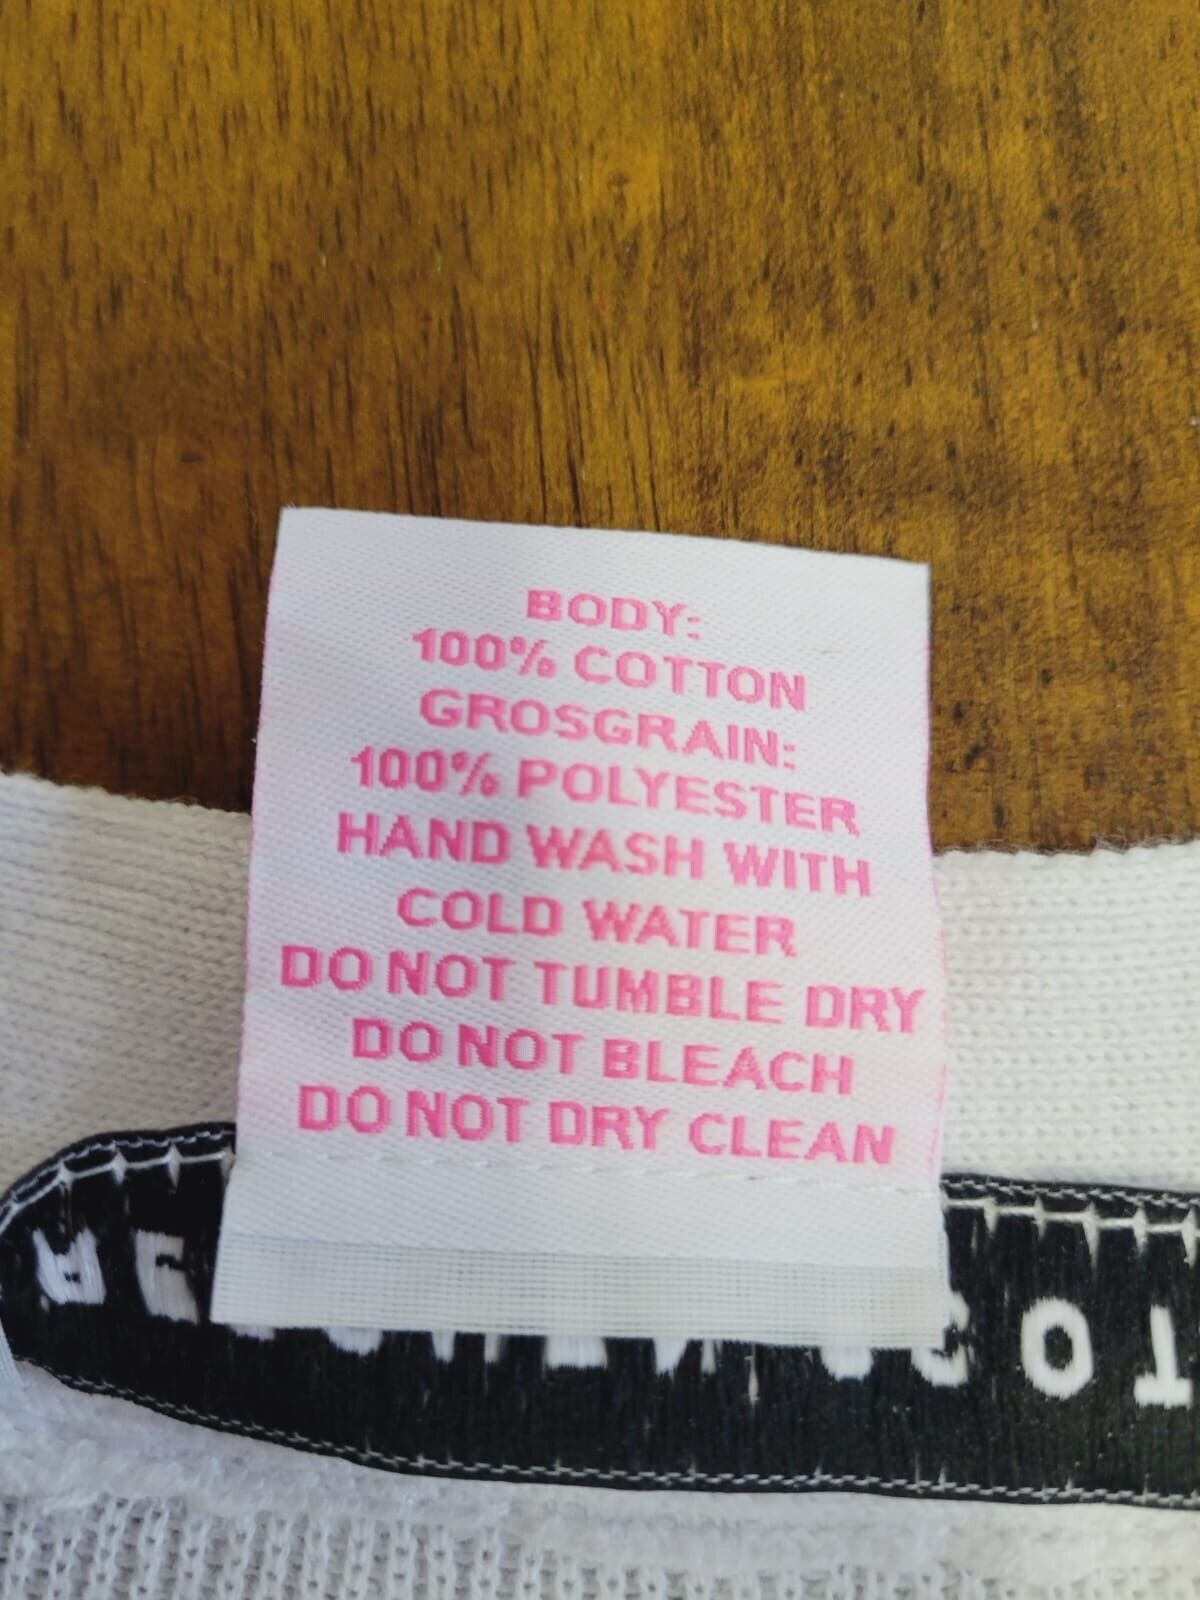 BODY:
100% COTTON
GROSGRAIN:
100% POLYESTER
HAND WASH WITH
COLD WATER
DO NOT TUMBLE DRY
DO NOT BLEACH
DO NOT DRY CLEAN